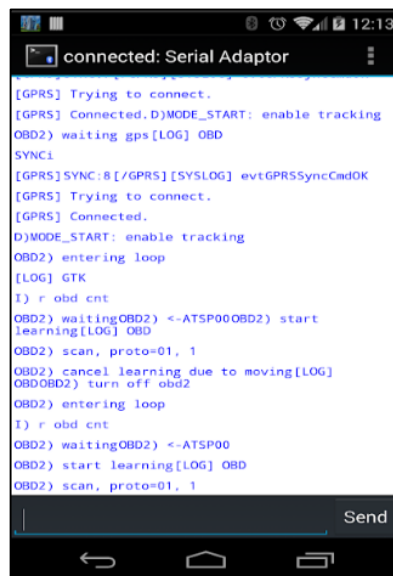 12:13
connected: Serial Adaptor
[GPRS] Trying to connect.
[GPRS] Connected.D)MODE_START: enable tracking
OBD2) waiting gps[LOG] OBD
SYNCi
[GPRS]SYNC:8[/GPRS][SYSLOG] evtGPRSSyncCmdOK
[GPRS] Trying to connect.
[GPRS] Connected.
D)MODE_START: enable tracking
OBD2) entering loop
[LOG] GTK
I) r obd cnt
OBD2) waitingOBD2) <-ATSP00OBD2) start
learning[LOG] OBD
OBD2) scan, proto=01, 1
OBD2) cancel learning due to moving[LOG]
OBDOBD2) turn off obd2
OBD2) entering loop
I) r obd cnt
OBD2) waitingOBD2) <-ATSP00
OBD2) start learning[LOG] OBD
OBD2) scan, proto=01, 1
Send